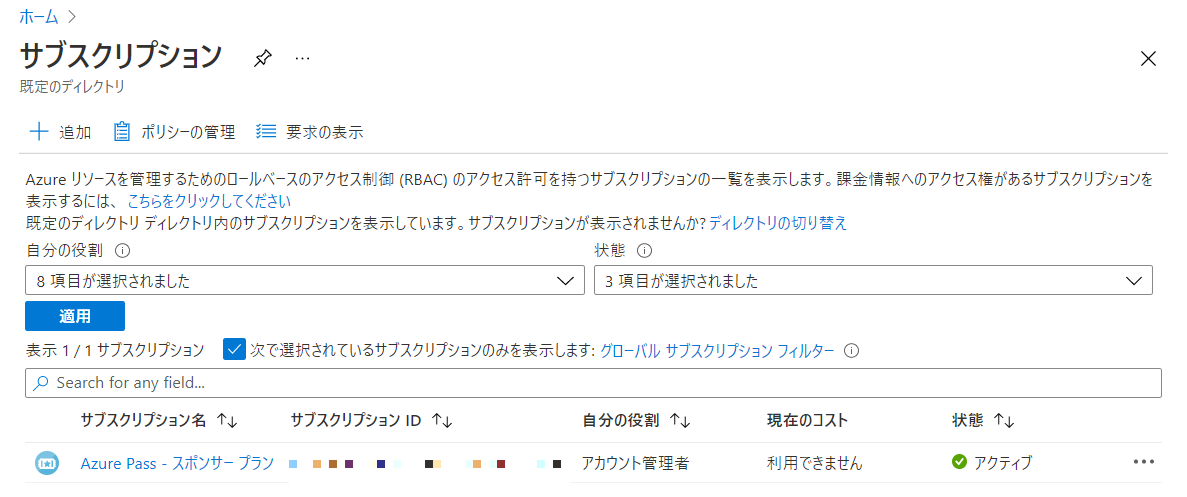 ホーム
サブスクリプション
既定のディレクトリ
追加 ポリシーの管理 要求の表示
Azure リソースを管理するためのロールベースのアクセス制御 (RBAC) のアクセス許可を持つサブスクリプションの一覧を表示します。課金情報へのアクセス権があるサブスクリプションを
表示するには、 こちらをクリックしてください
既定のディレクトリ ディレクトリ内のサブスクリプションを表示しています。サブスクリプションが表示されませんか? ディレクトリの切り替え
自分の役割 状態
8 項目が選択されました 3 項目が選択されました
適用
表示 1 / 1 サブスクリプション 次で選択されているサブスクリプションのみを表示します: グローバル サブスクリプション フィルター
Search for any field...
サブスクリプション名 サブスクリプション ID 自分の役割 現在のコスト 状態
Azure Pass - スポンサー プラン アカウント管理者 利用できません アクティブ